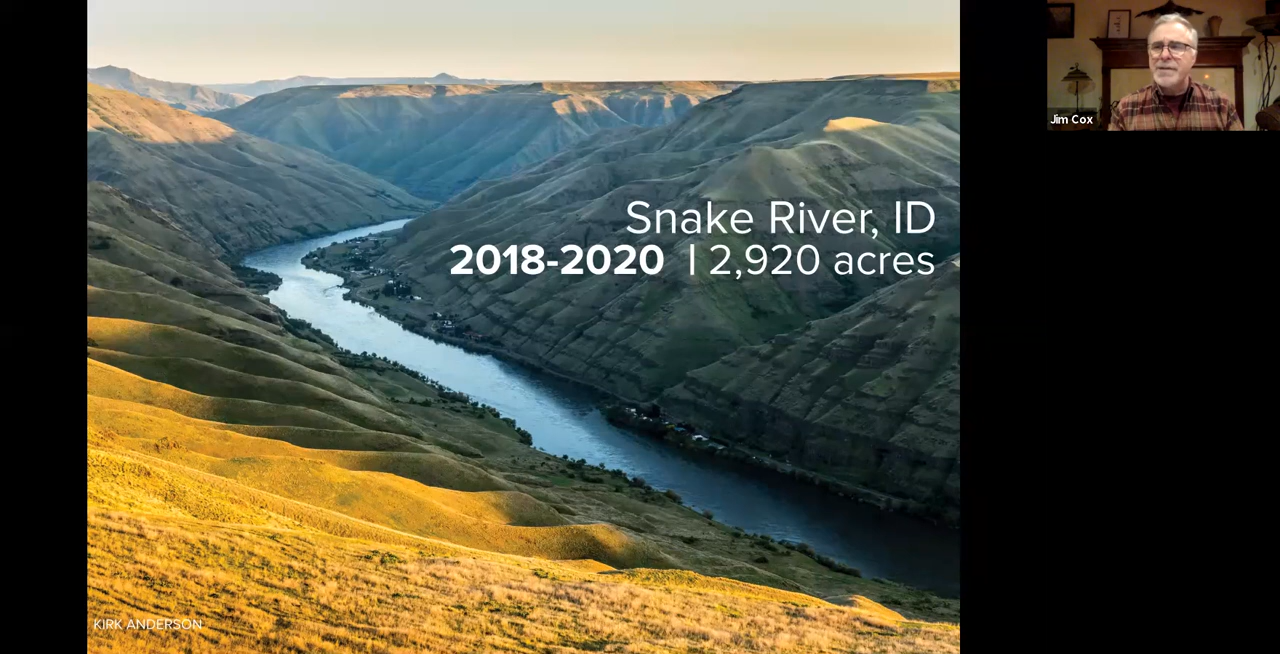 Snake River, ID
2018-2020 | 2,920 acres
KIRK ANDERSON
Jim Cox